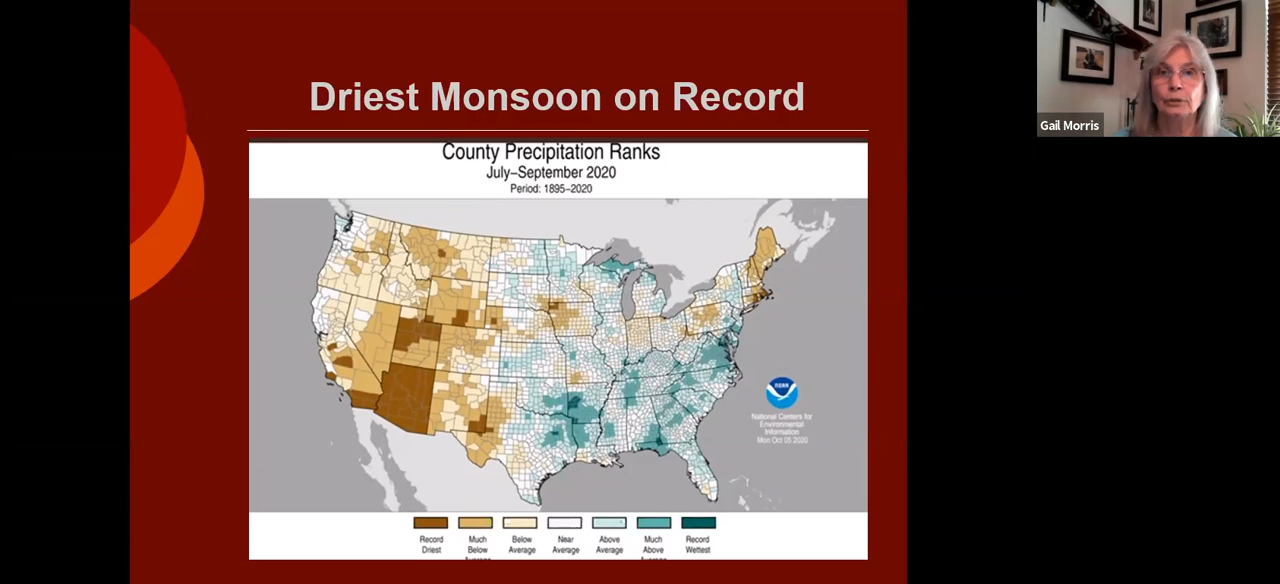 Driest Monsoon on Record
County Precipitation Ranks
July–September 2020
Period: 1895–2020
Gail Morris
NOAA
National Centers for
Environmental
Information
Mon Oct 05 2020
Record
Driest
Much
Below
Average
Below
Average
Near
Average
Above
Average
Much
Above
Average
Record
Wettest